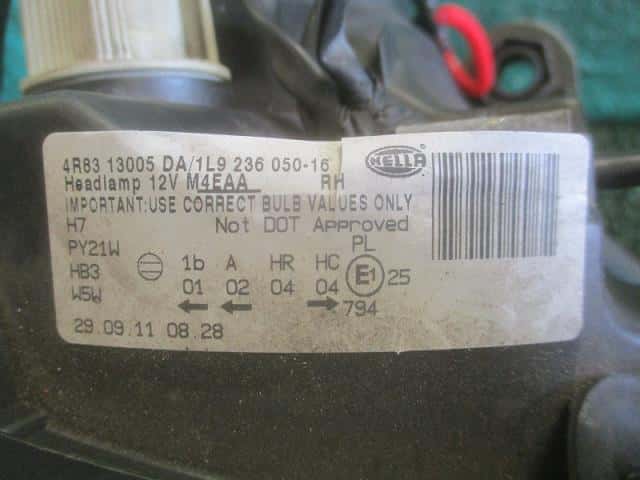 4R83 13005 DA/1L9 236 050-16
HELLA
Headlamp 12V M4EAA RH
IMPORTANT:USE CORRECT BULB VALUES ONLY
H7 Not DOT Approved
PY21W PL
HB3 1b A HR HC E1 25
W5W 01 02 04 04
794
29.09.11 08.28